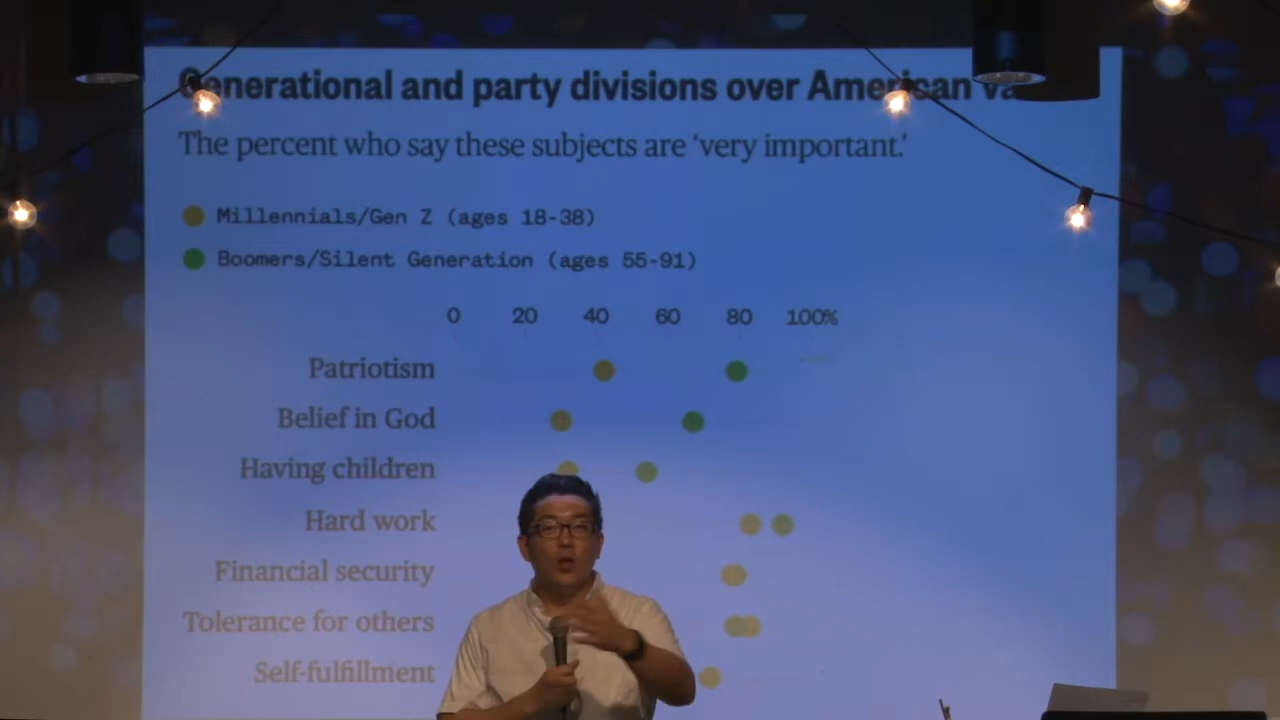 Generational and party divisions over American
The percent who say these subjects are ‘very important.’
Millennials/Gen Z (ages 18-38)
Boomers/Silent Generation (ages 55-91)
0 20 40 60 80 100%
Patriotism
Belief in God
Having children
Hard work
Financial security
Tolerance for others
Self-fulfillment